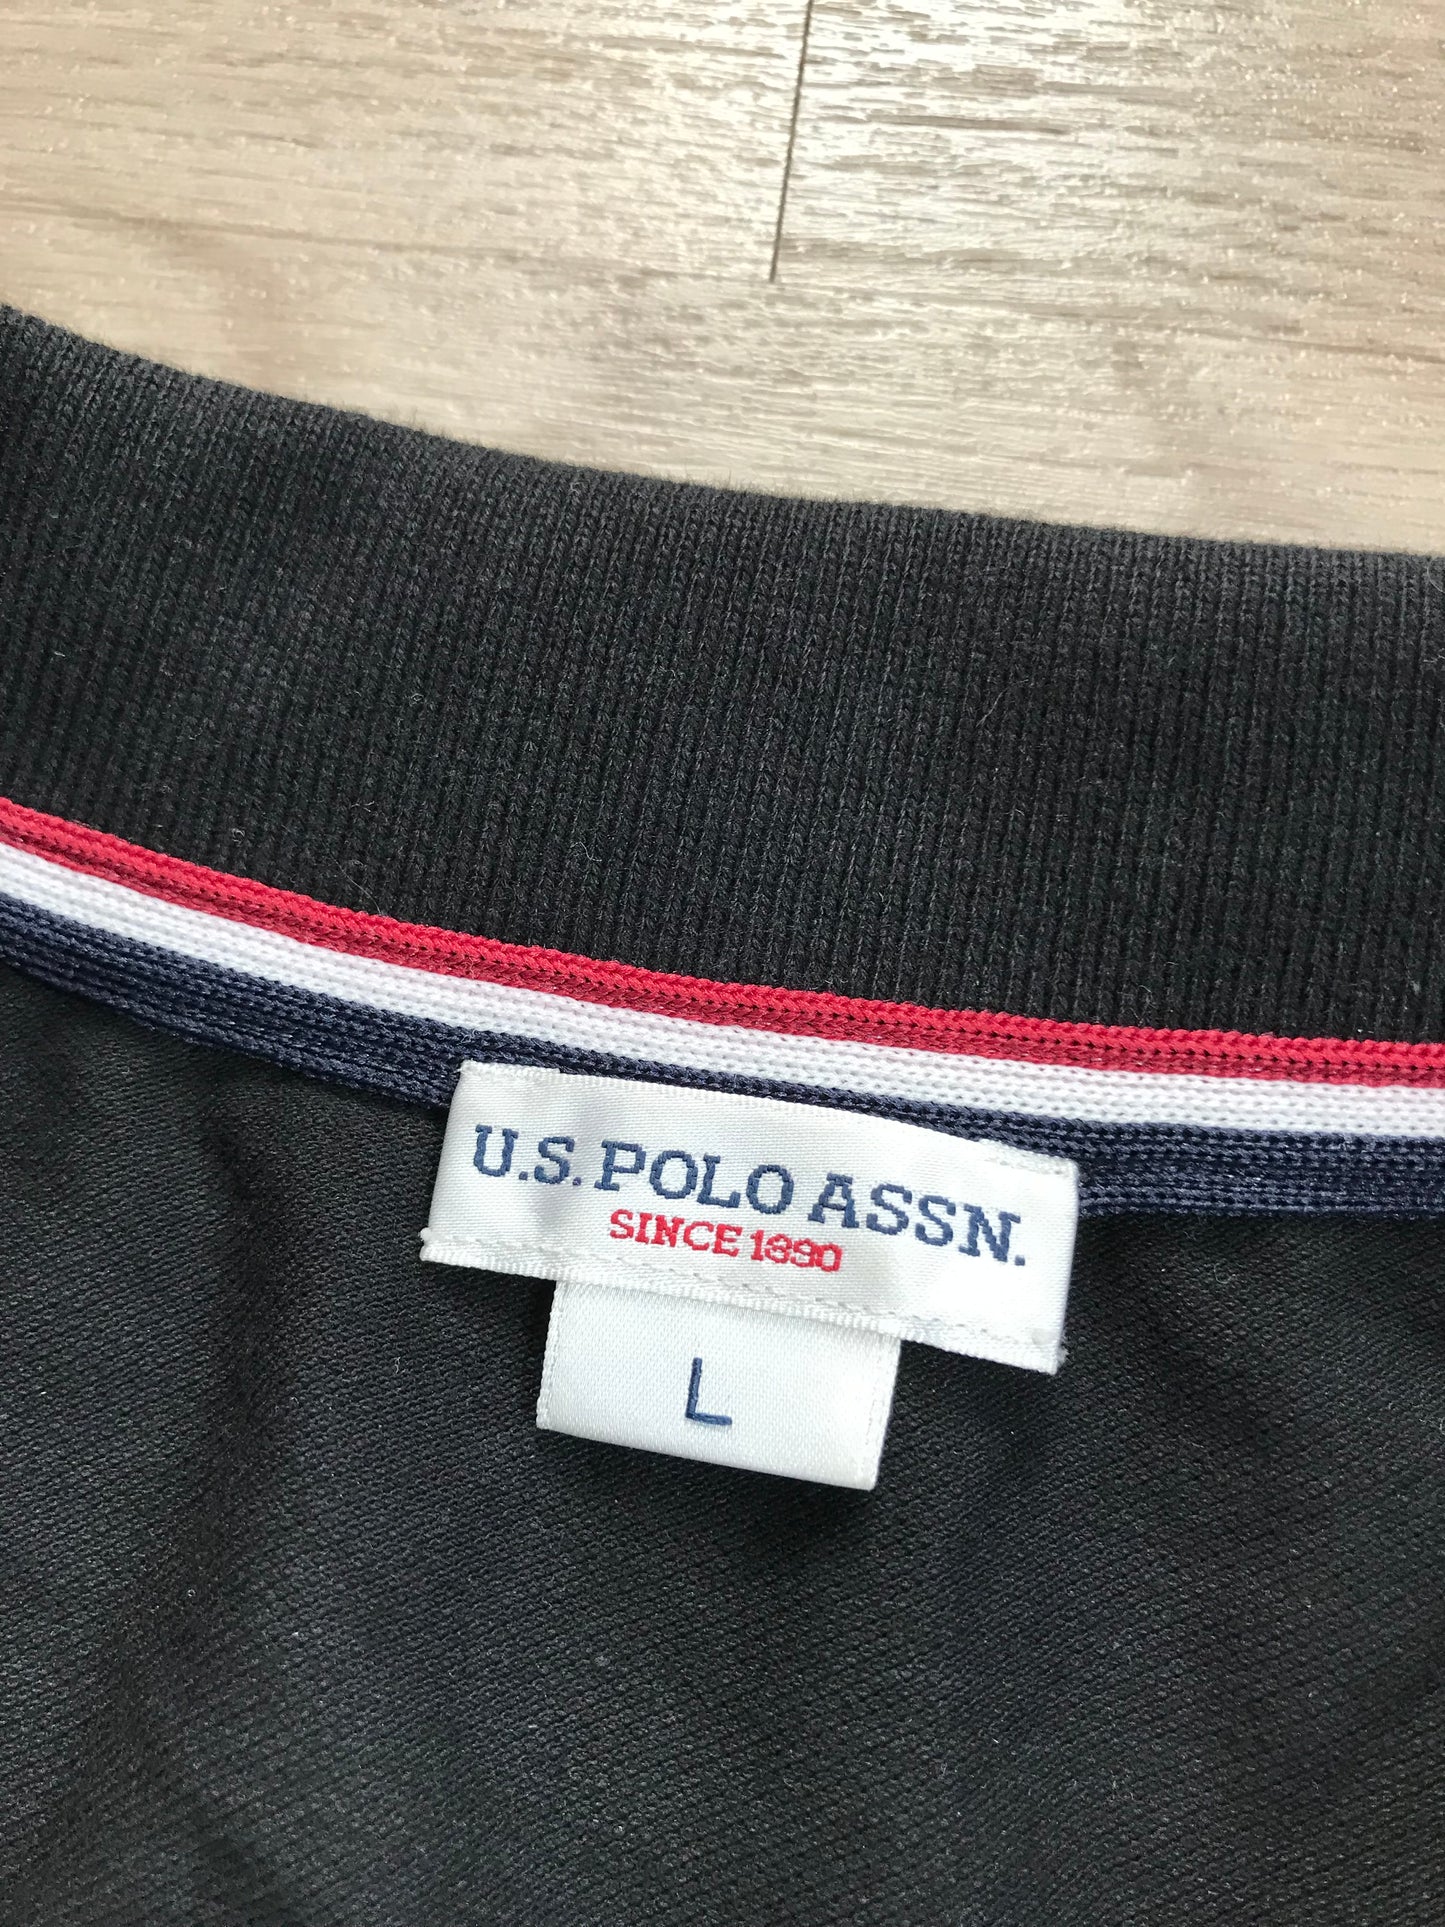 U.S. POLO ASSN.
SINCE 1890
L